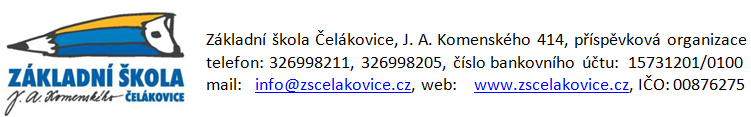 ZÁKLADNÍ ŠKOLA
J. A. Komenského ČELÁKOVICE
Základní škola Čelákovice, J. A. Komenského 414, příspěvková organizace
telefon: 326998211, 326998205, číslo bankovního účtu: 15731201/0100
mail: info@zscelakovice.cz, web: www.zscelakovice.cz, IČO: 00876275